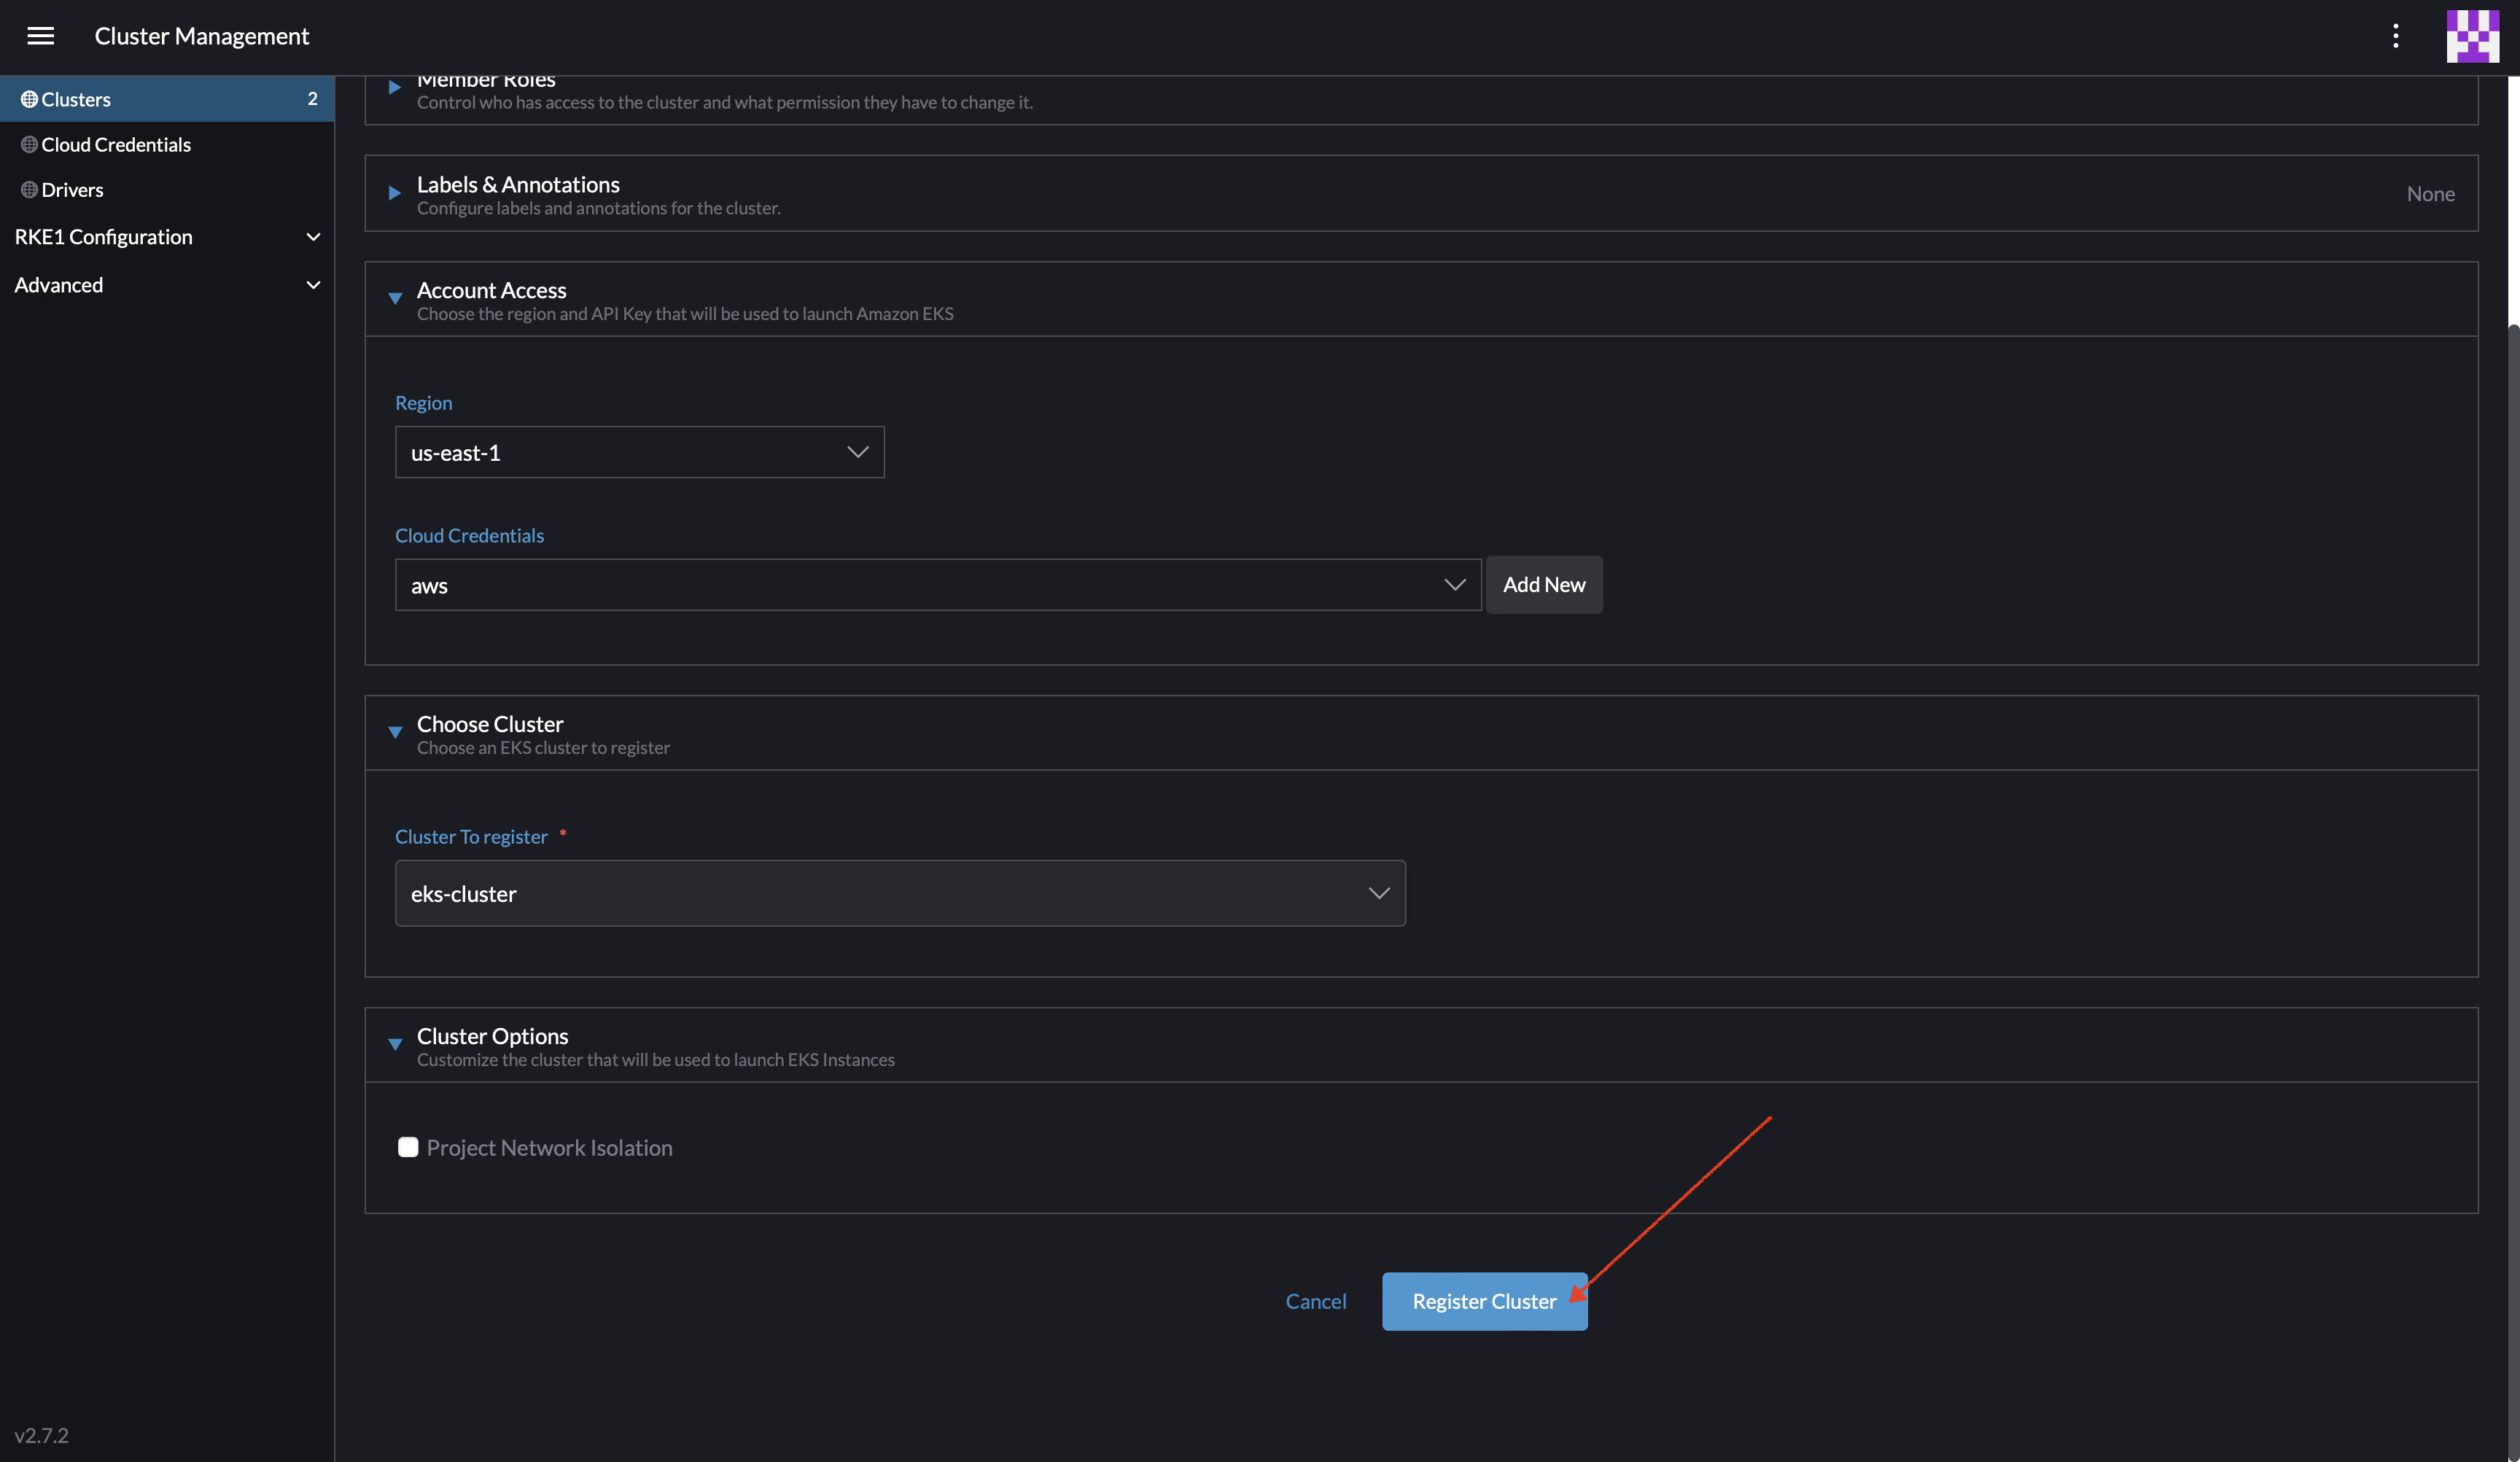 Cluster Management
Clusters 2
Cloud Credentials
Drivers
RKE1 Configuration
Advanced
v2.7.2
Member Roles
Control who has access to the cluster and what permission they have to change it.
Labels & Annotations
Configure labels and annotations for the cluster.
None
Account Access
Choose the region and API Key that will be used to launch Amazon EKS
Region
us-east-1
Cloud Credentials
aws
Add New
Choose Cluster
Choose an EKS cluster to register
Cluster To register *
eks-cluster
Cluster Options
Customize the cluster that will be used to launch EKS Instances
Project Network Isolation
Cancel
Register Cluster